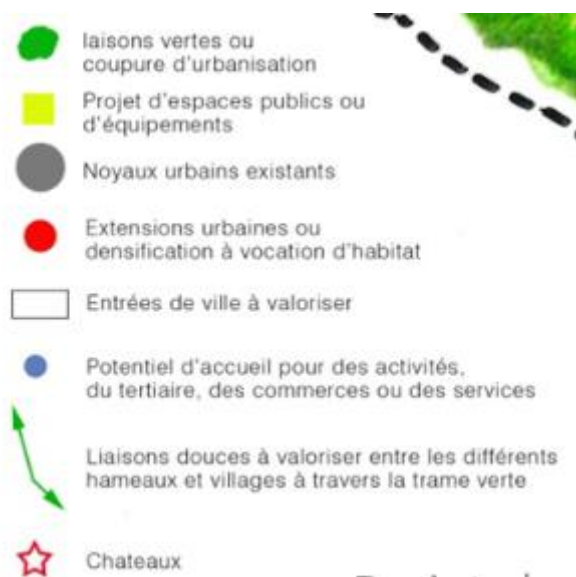 laisons vertes ou
coupure d'urbanisation
Projet d'espaces publics ou
d'équipements
Noyaux urbains existants
Extensions urbaines ou
densification à vocation d'habitat
Entrées de ville à valoriser
Potentiel d'accueil pour des activités,
du tertiaire, des commerces ou des services
Liaisons douces à valoriser entre les différents
hameaux et villages à travers la trame verte
Chateaux